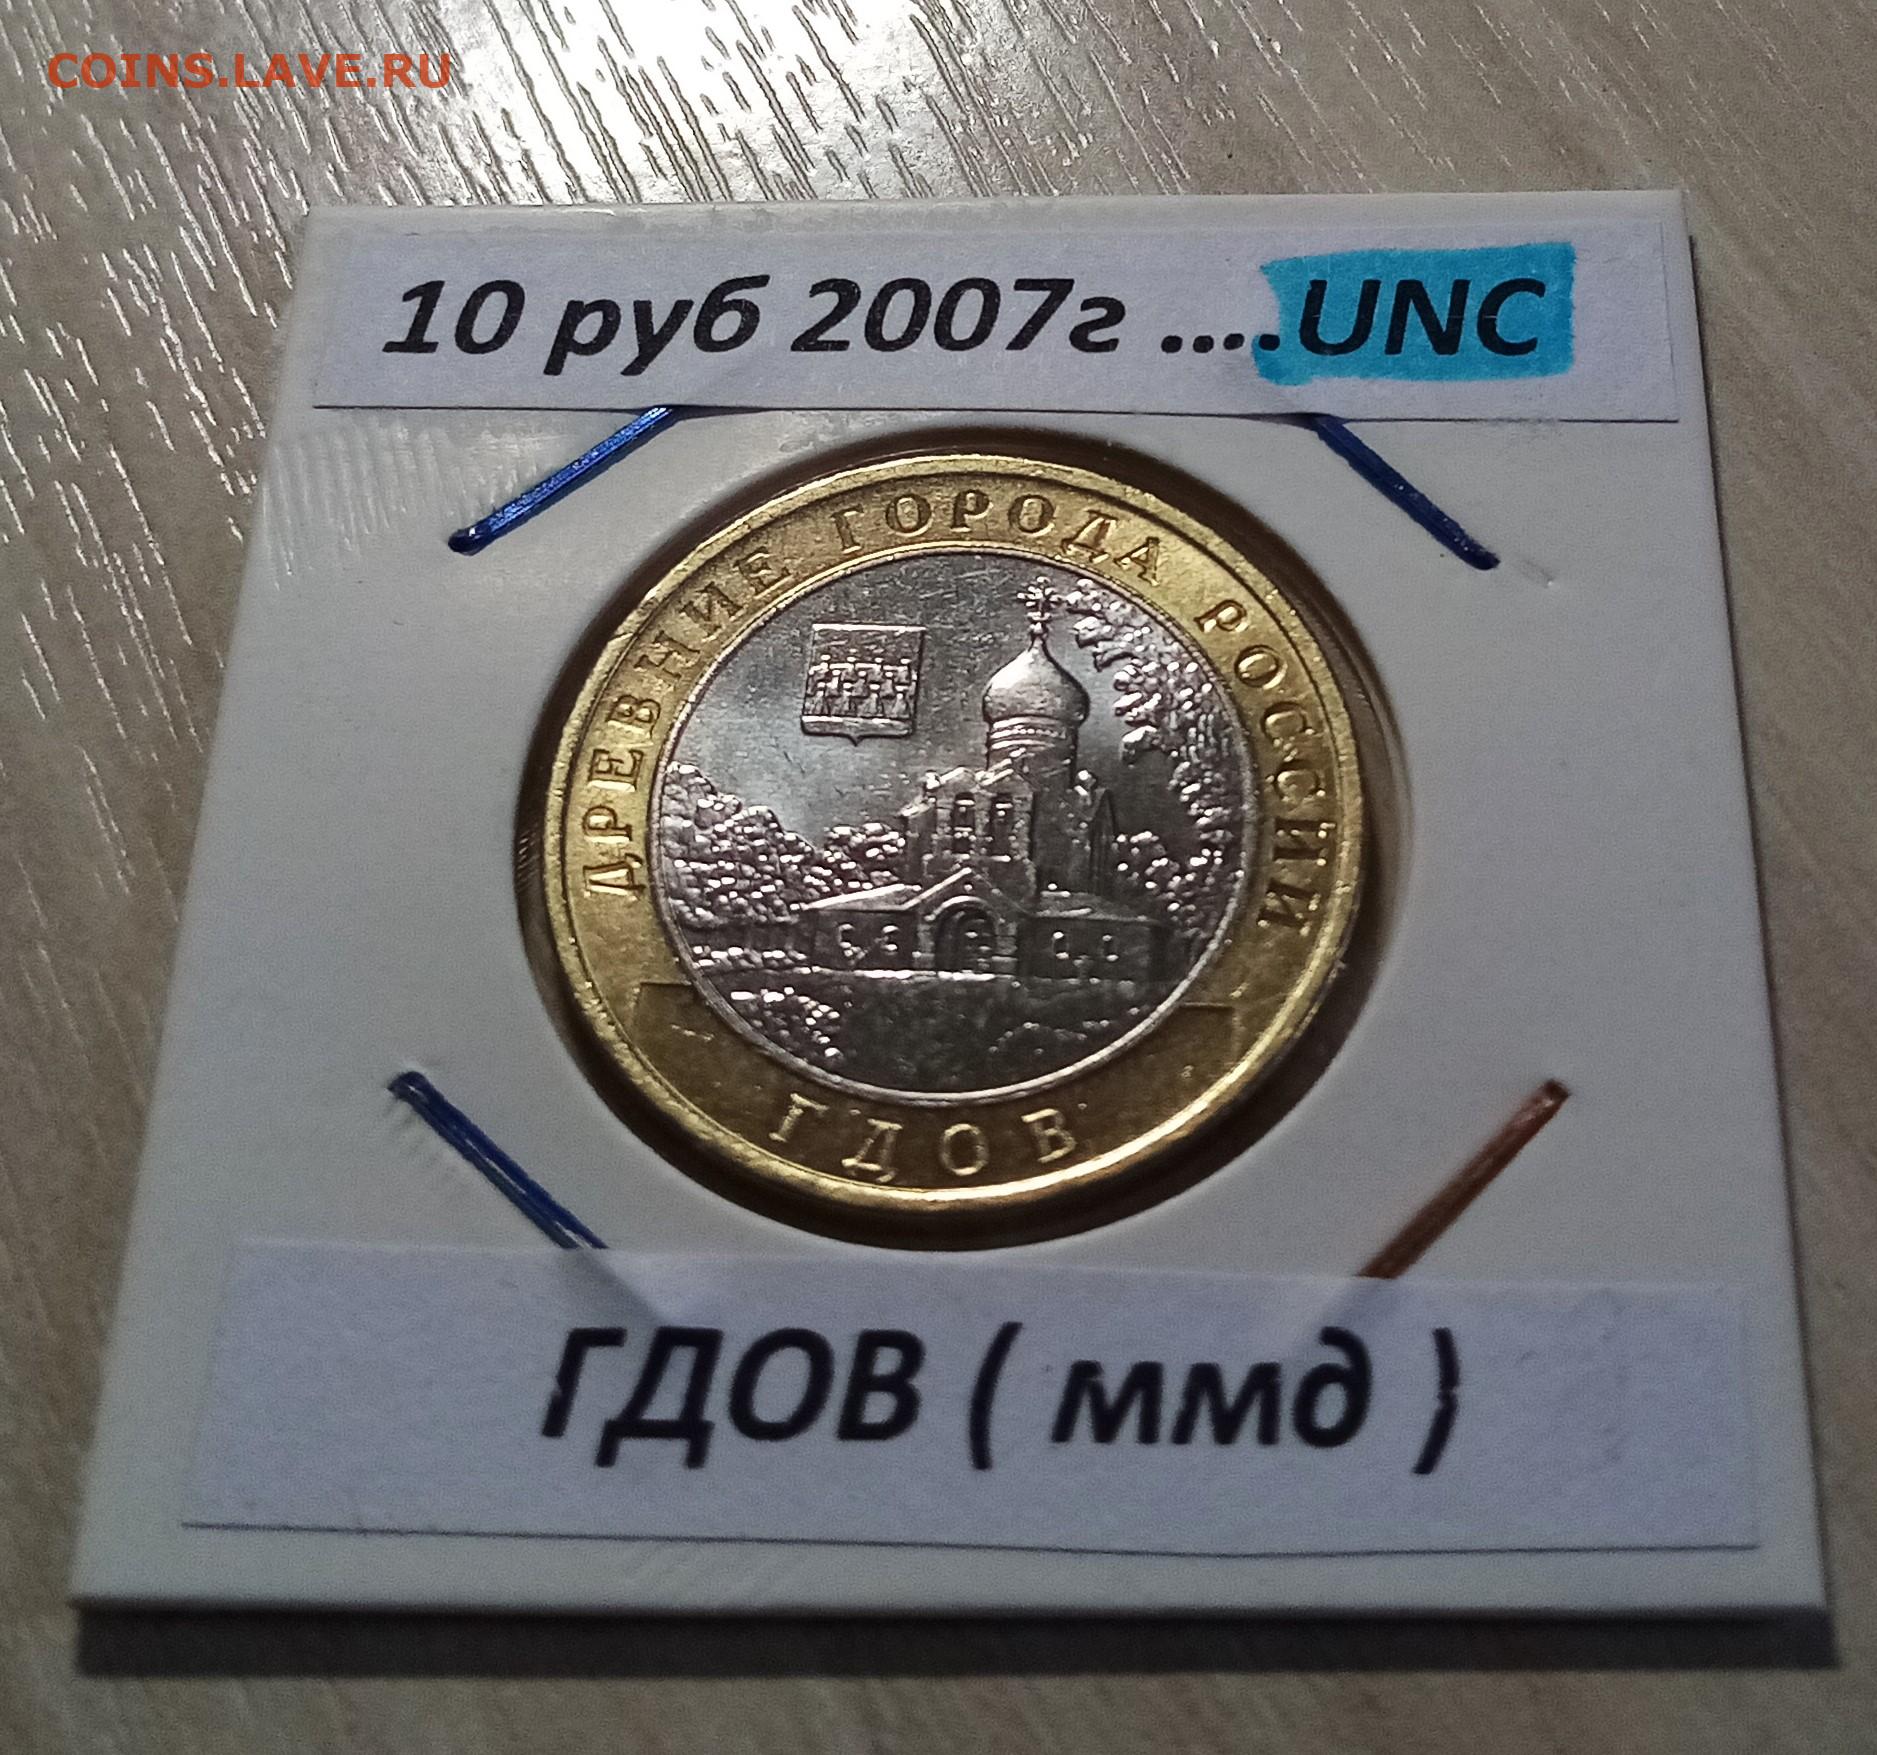 COINS.LAVE.RU
10 руб 2007г ....UNC
ДРЕВНИЕ ГОРОДА РОССИИ
ГДОВ
ГДОВ ( ммд )